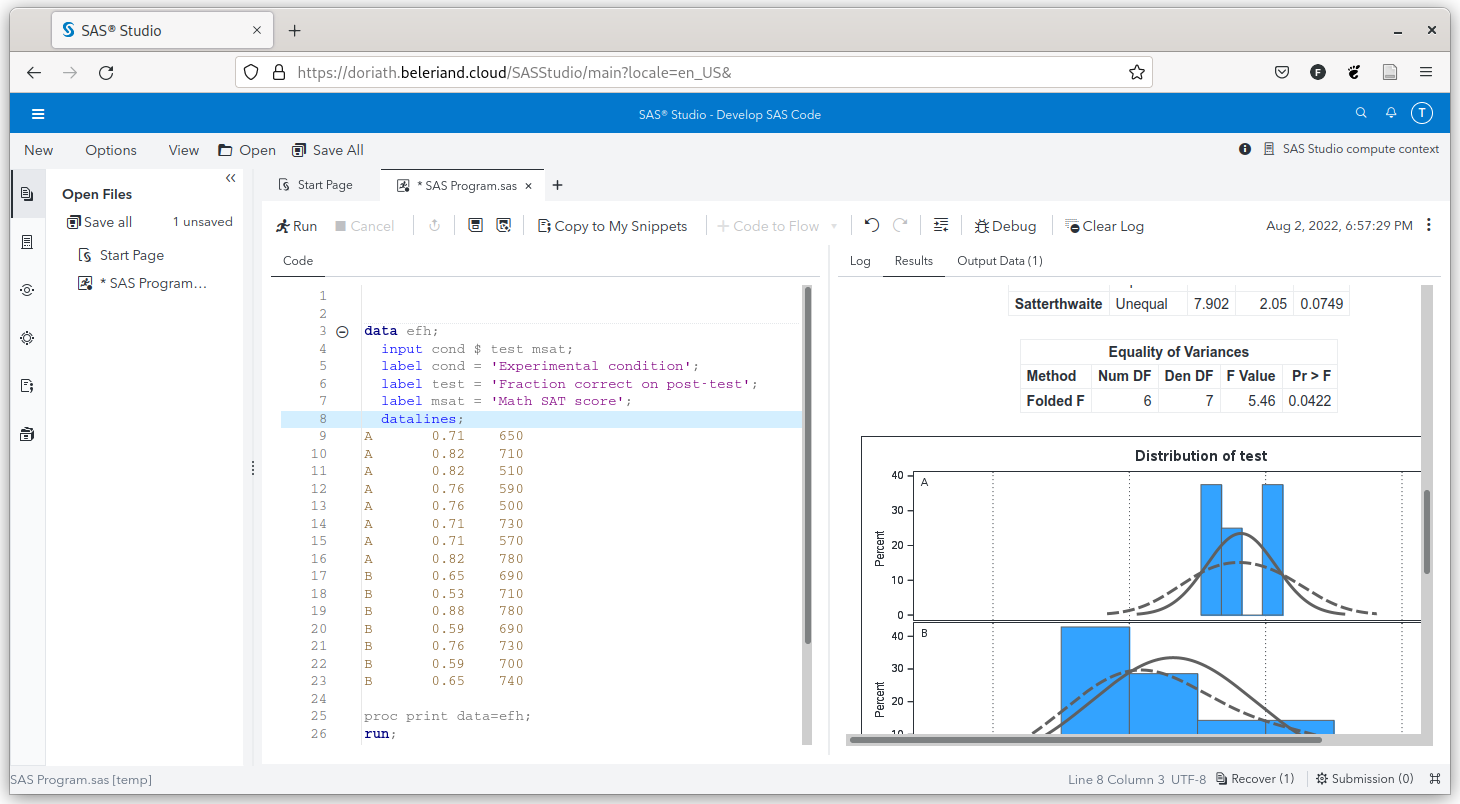 SAS® Studio
https://doriath.beleriand.cloud/SASStudio/main?locale=en_US&
F
SAS® Studio - Develop SAS Code
T
New Options View Open Save All
SAS Studio compute context
Open Files
Save all 1 unsaved
Start Page
* SAS Program...
Start Page * SAS Program.sas
Run Cancel Copy to My Snippets Code to Flow Debug Clear Log Aug 2, 2022, 6:57:29 PM
Code
1
2
3 data efh;
4 input cond $ test msat;
5 label cond = 'Experimental condition';
6 label test = 'Fraction correct on post-test';
7 label msat = 'Math SAT score';
8 datalines;
9 A 0.71 650
10 A 0.82 710
11 A 0.82 510
12 A 0.76 590
13 A 0.76 500
14 A 0.71 730
15 A 0.71 570
16 A 0.82 780
17 B 0.65 690
18 B 0.53 710
19 B 0.88 780
20 B 0.59 690
21 B 0.76 730
22 B 0.59 700
23 B 0.65 740
24
25 proc print data=efh;
26 run;
Log Results Output Data (1)
Satterthwaite Unequal 7.902 2.05 0.0749
Equality of Variances
Method Num DF Den DF F Value Pr > F
Folded F 6 7 5.46 0.0422
Distribution of test
A
40
30
20
10
0
Percent
B
40
30
20
10
Percent
SAS Program.sas [temp]
Line 8 Column 3 UTF-8 Recover (1) Submission (0)